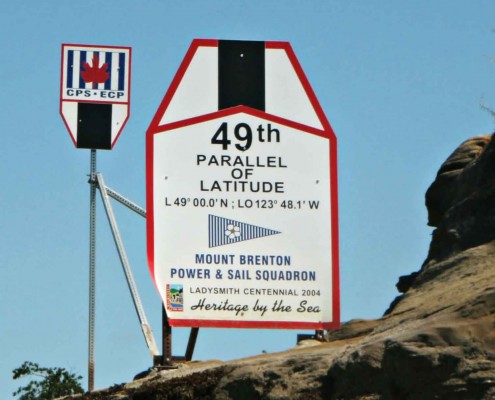 CPS · ECP
49th
PARALLEL
OF
LATITUDE
L 49° 00.0' N ; LO 123° 48.1' W
MOUNT BRENTON
POWER & SAIL SQUADRON
LADYSMITH CENTENNIAL 2004
Heritage by the Sea